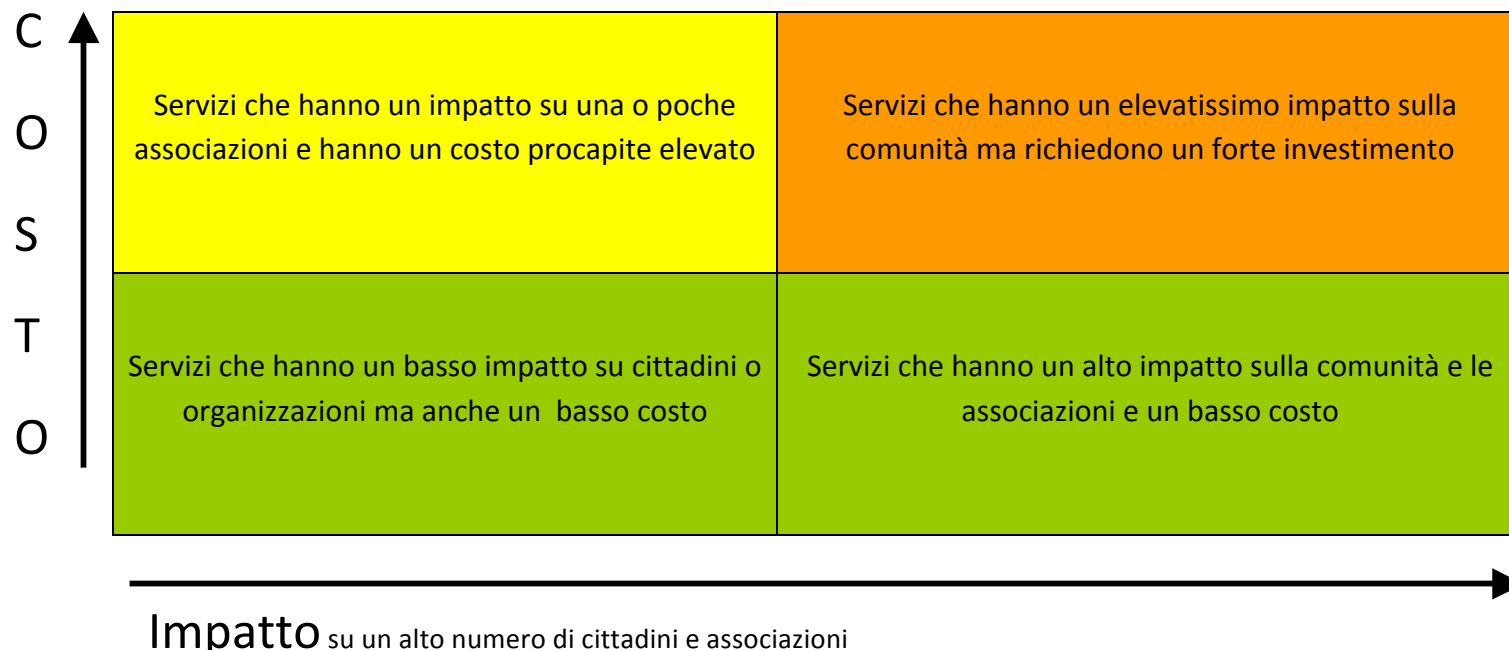 COSTO
Servizi che hanno un impatto su una o poche
associazioni e hanno un costo procapite elevato
Servizi che hanno un elevatissimo impatto sulla
comunità ma richiedono un forte investimento
Servizi che hanno un basso impatto su cittadini o
organizzazioni ma anche un basso costo
Servizi che hanno un alto impatto sulla comunità e le
associazioni e un basso costo
Impatto su un alto numero di cittadini e associazioni